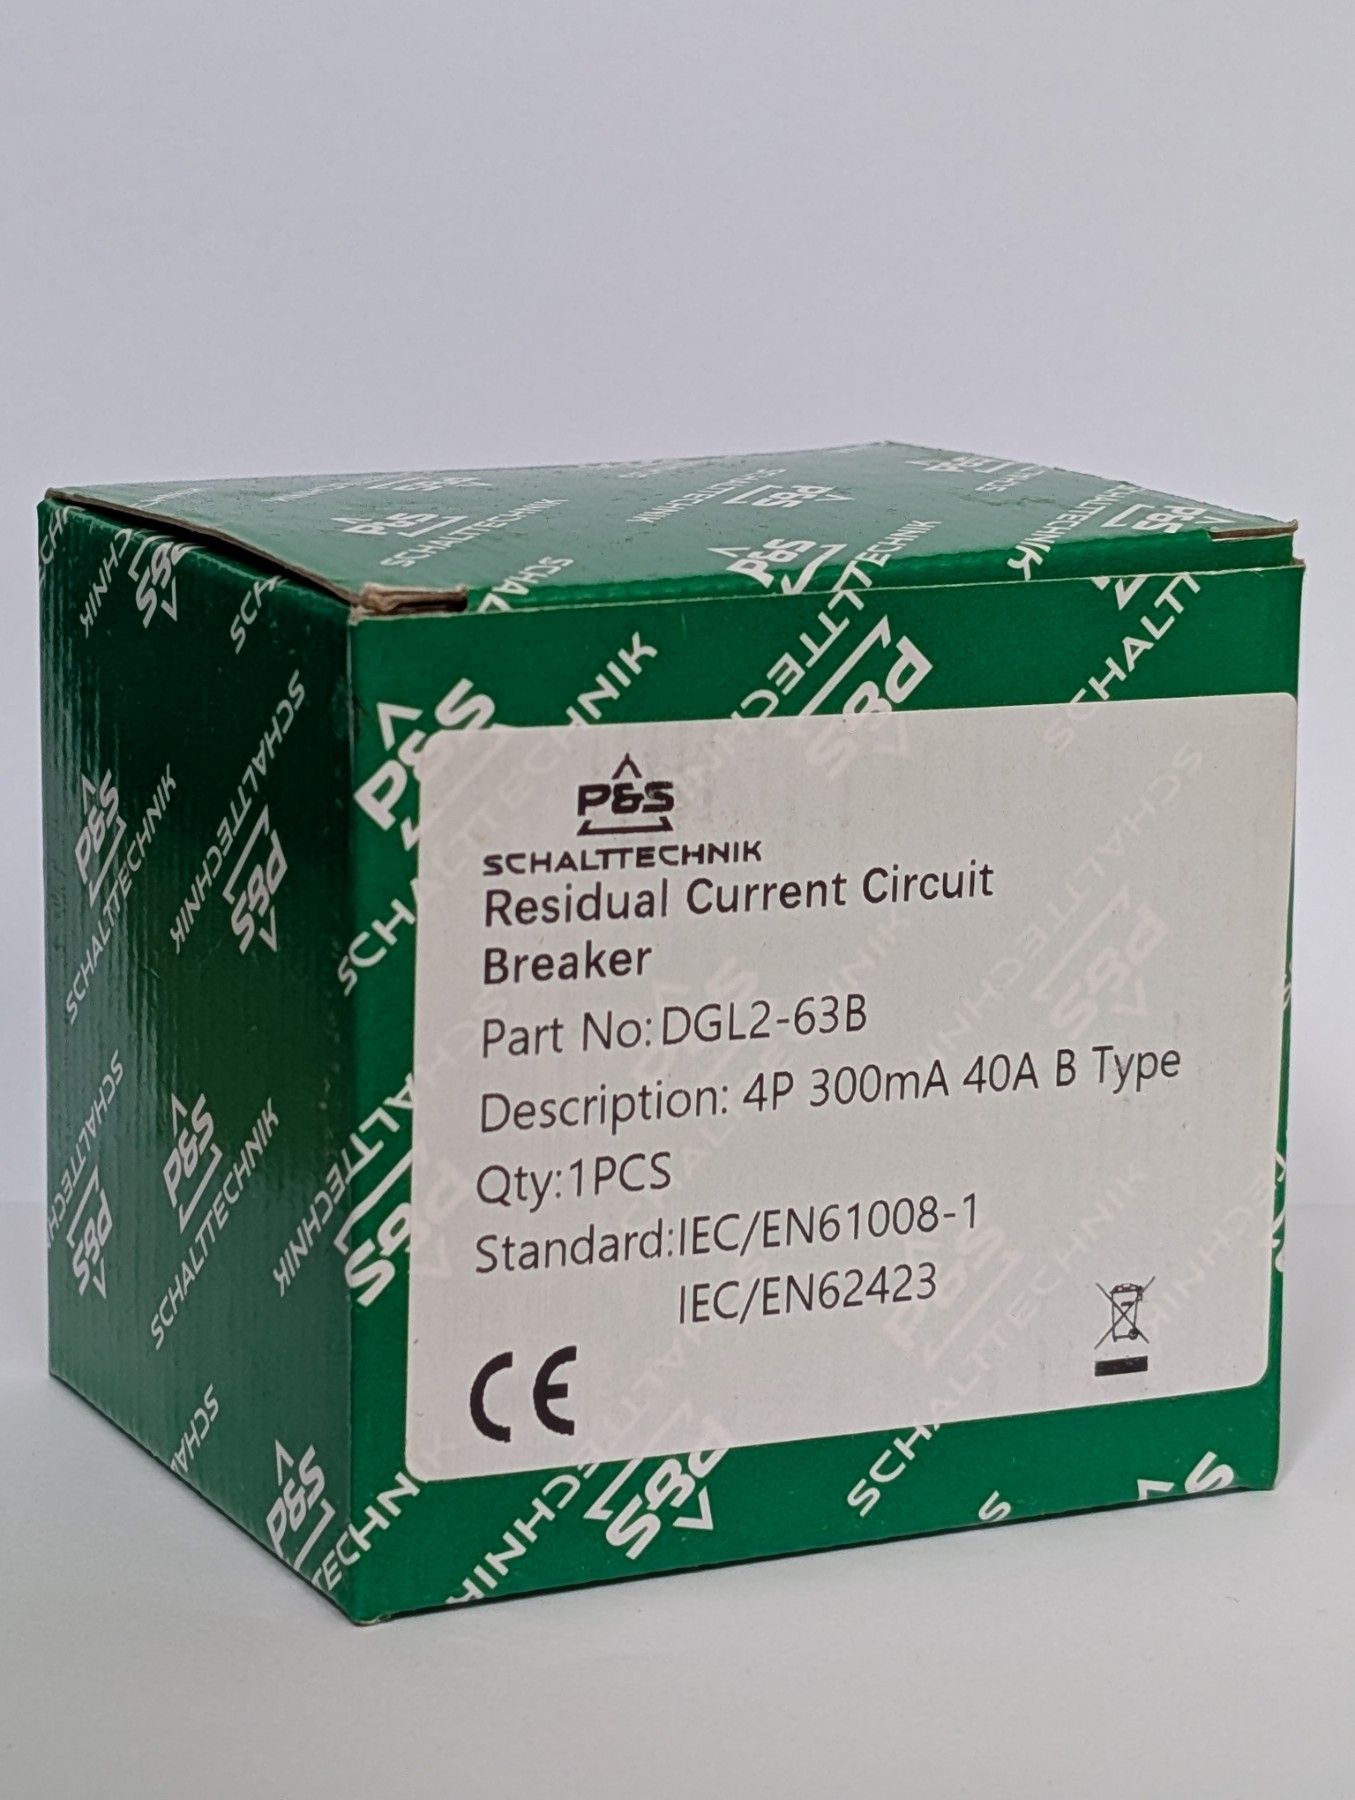 P&S
SCHALTTECHNIK
Residual Current Circuit
Breaker
Part No:DGL2-63B
Description: 4P 300mA 40A B Type
Qty:1PCS
Standard:IEC/EN61008-1
IEC/EN62423
CE